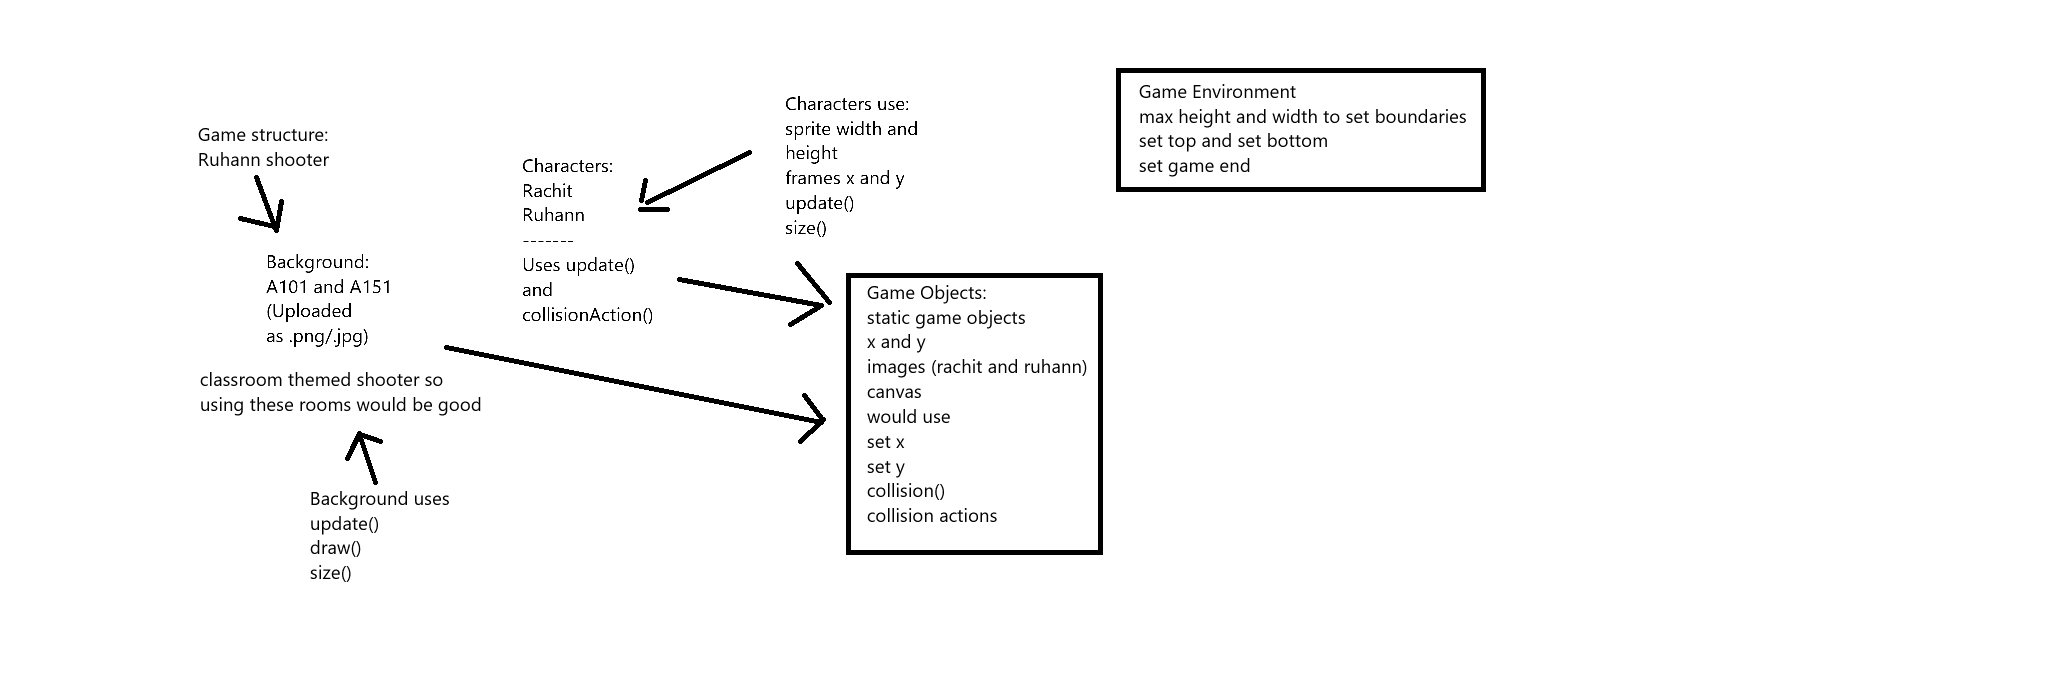 Game structure:
Ruhann shooter
Background:
A101 and A151
(Uploaded
as .png/.jpg)
classroom themed shooter so
using these rooms would be good
Background uses
update()
draw()
size()
Characters:
Rachit
Ruhann
-------
Uses update()
and
collisionAction()
Characters use:
sprite width and
height
frames x and y
update()
size()
Game Objects:
static game objects
x and y
images (rachit and ruhann)
canvas
would use
set x
set y
collision()
collision actions
Game Environment
max height and width to set boundaries
set top and set bottom
set game end